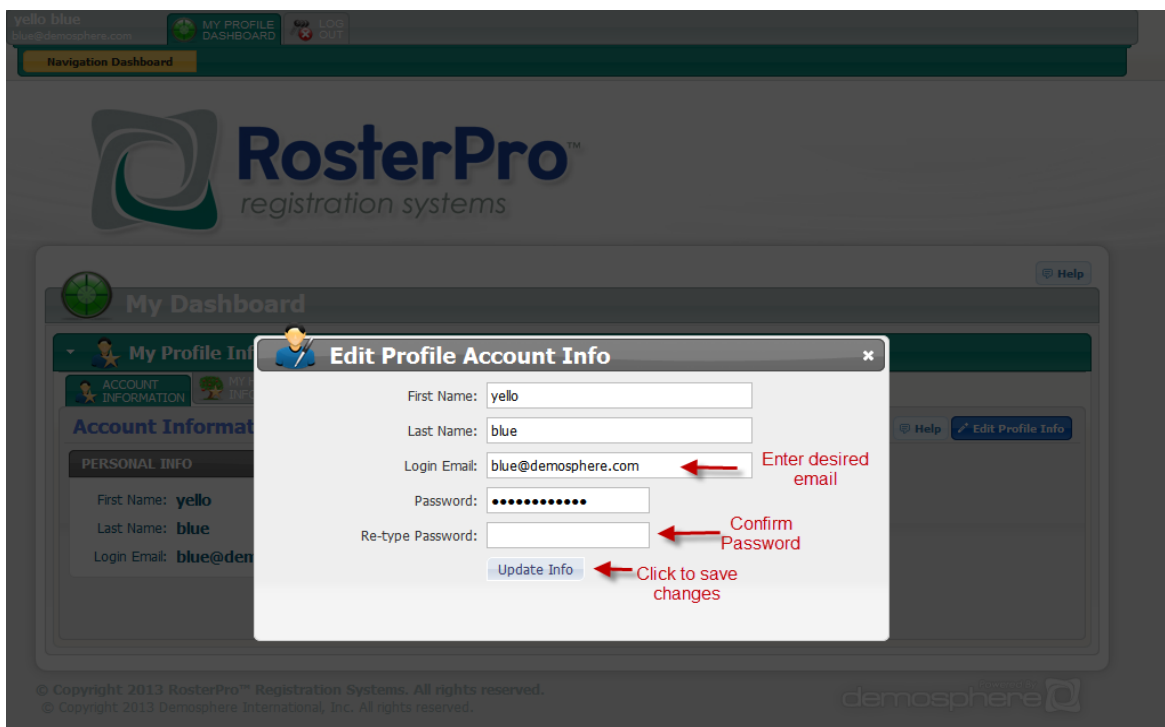 yello blue
blue@demosphere.com
MY PROFILE
DASHBOARD
LOG
OUT
Navigation Dashboard
RosterPro™
registration systems
Help
My Dashboard
My Profile Inf
ACCOUNT
INFORMATION
MY
INF
Account Informat
Help
Edit Profile Info
PERSONAL INFO
First Name: yello
Last Name: blue
Login Email: blue@dem
Edit Profile Account Info
First Name: yello
Last Name: blue
Login Email: blue@demosphere.com
Enter desired
email
Password: ••••••••••••
Re-type Password:
Confirm
Password
Update Info
Click to save
changes
© Copyright 2013 RosterPro™ Registration Systems. All rights reserved.
© Copyright 2013 Demosphere International, Inc. All rights reserved.
demosphere